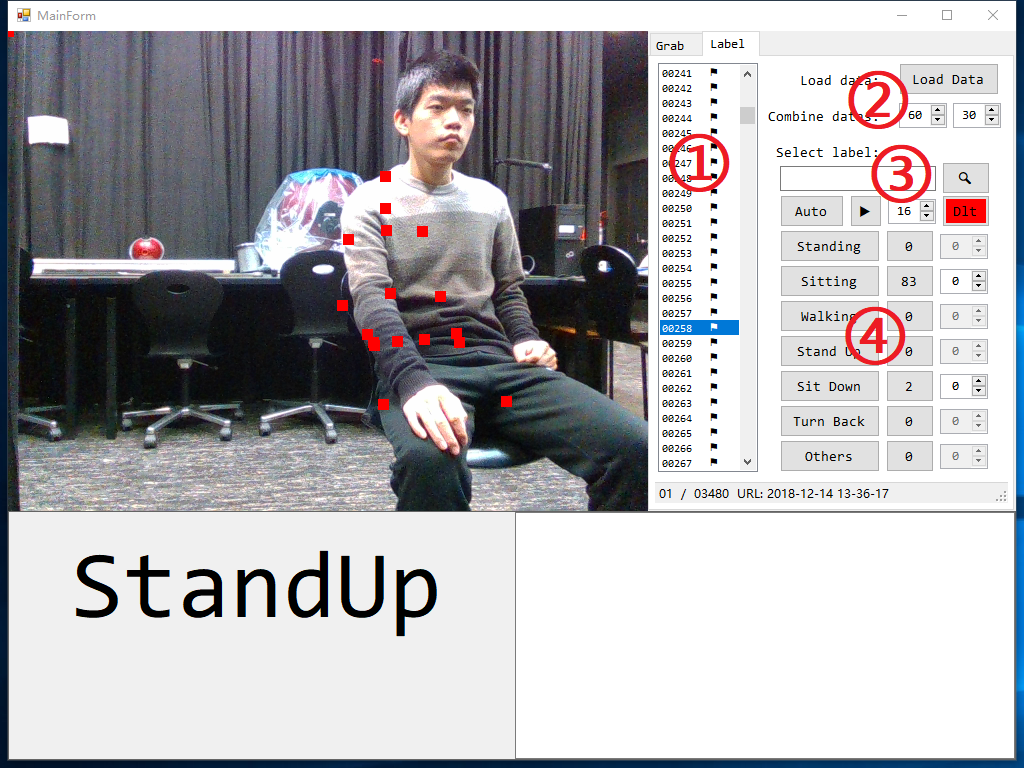 MainForm
Grab Label
00241
00242
00243
00244
00245
00246
00247
00248
00249
00250
00251
00252
00253
00254
00255
00256
00257
00258
00259
00260
00261
00262
00263
00264
00265
00266
00267
①
Load data: Load Data
②
Combine datas: 60 30
Select label:
③
Auto 16 Dlt
Standing 0 0
Sitting 83 0
Walking 0 0
④
Stand Up 0 0
Sit Down 2 0
Turn Back 0 0
Others 0 0
01 / 03480 URL: 2018-12-14 13-36-17
StandUp